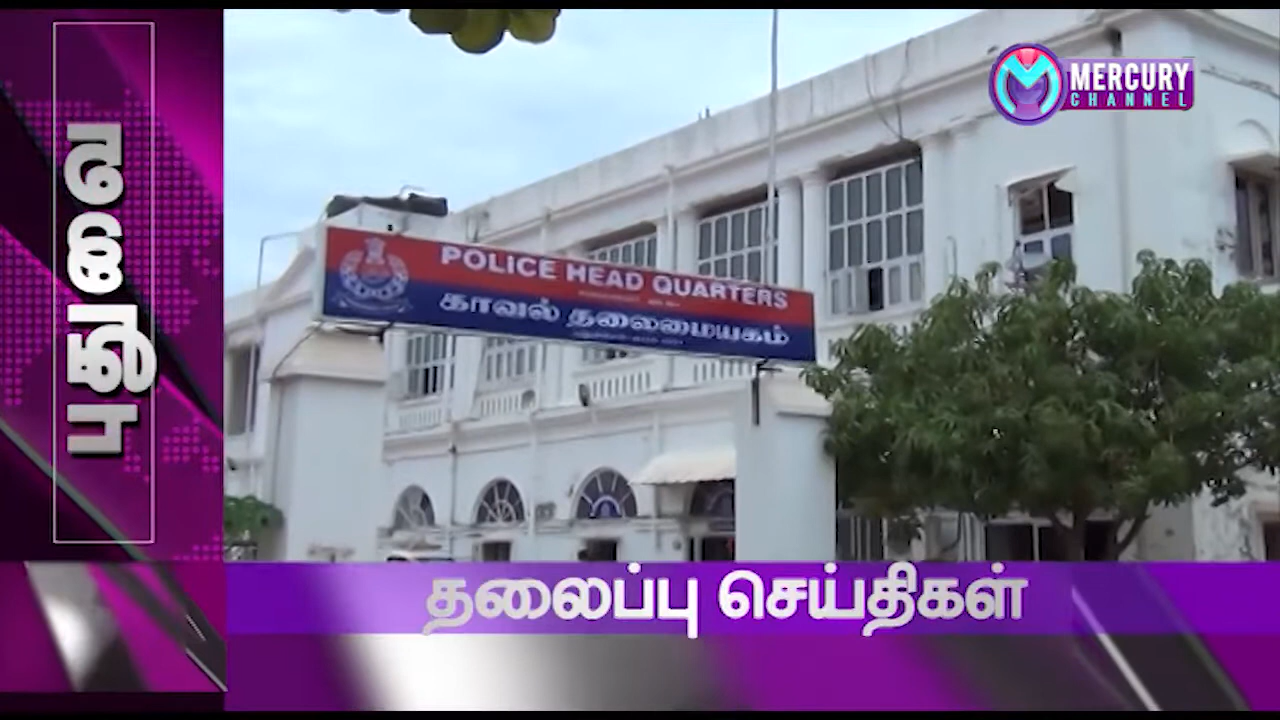 புதுவை
MERCURY
CHANNEL
POLICE HEAD QUARTERS
காவல் தலைமையகம்
தலைப்பு செய்திகள்